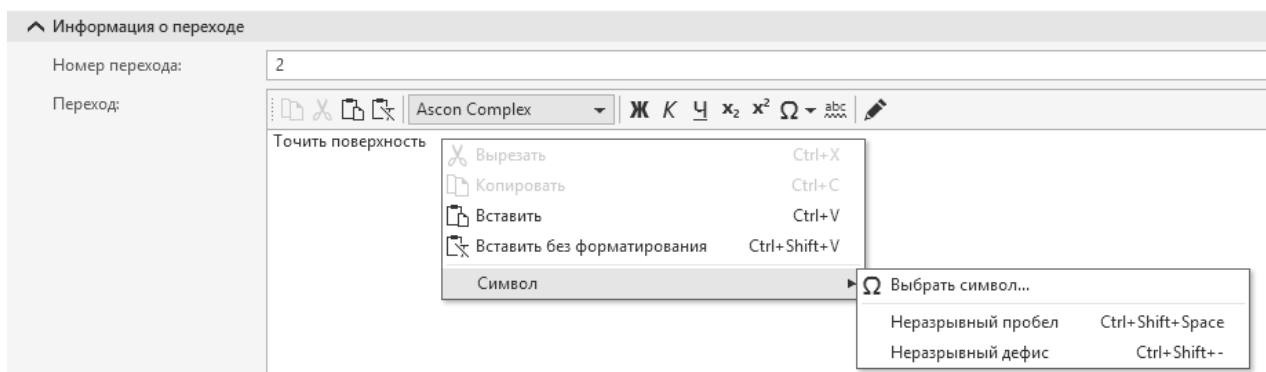 Информация о переходе
Номер перехода: 2
Переход: Ascon Complex Ж К Ч x₂ x² Ω abc
Точить поверхность
Вырезать Ctrl+X
Копировать Ctrl+C
Вставить Ctrl+V
Вставить без форматирования Ctrl+Shift+V
Символ
Ω Выбрать символ...
Неразрывный пробел Ctrl+Shift+Space
Неразрывный дефис Ctrl+Shift+-